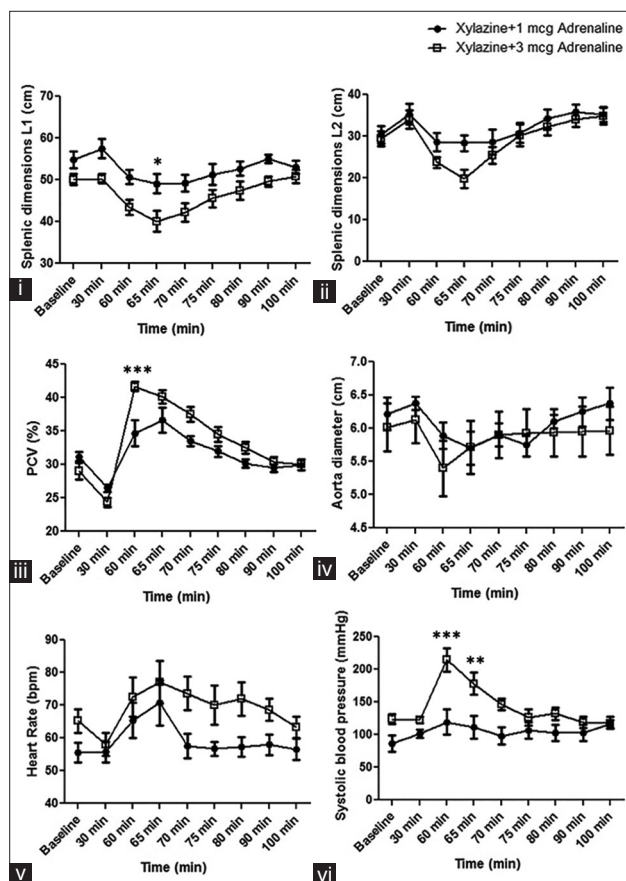 Xylazine+1 mcg Adrenaline
Xylazine+3 mcg Adrenaline
Splenic dimensions L1 (cm)
70
60
50
40
30
*
Baseline
30 min
60 min
65 min
70 min
75 min
80 min
90 min
100 min
Time (min)
i
Splenic dimensions L2 (cm)
40
30
20
10
0
Baseline
30 min
60 min
65 min
70 min
75 min
80 min
90 min
100 min
Time (min)
ii
PCV (%)
45
40
35
30
25
20
***
Baseline
30 min
60 min
65 min
70 min
75 min
80 min
90 min
100 min
Time (min)
iii
Aorta diameter (cm)
7.0
6.5
6.0
5.5
5.0
4.5
Baseline
30 min
60 min
65 min
70 min
75 min
80 min
90 min
100 min
Time (min)
iv
Heart Rate (bpm)
90
80
70
60
50
40
Baseline
30 min
60 min
65 min
70 min
75 min
80 min
90 min
100 min
Time (min)
v
Systolic blood pressure (mmHg)
250
200
150
100
50
0
***
**
Baseline
30 min
60 min
65 min
70 min
75 min
80 min
90 min
100 min
Time (min)
vi